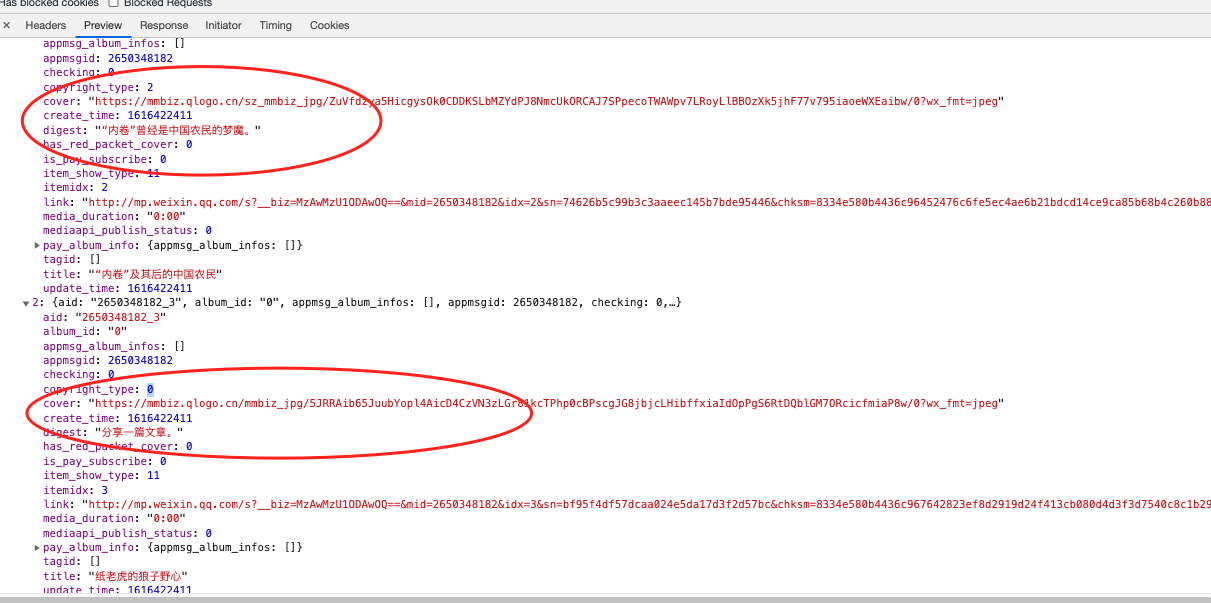 Has blocked cookies Blocked Requests
× Headers Preview Response Initiator Timing Cookies
appmsg_album_infos: []
appmsgid: 2650348182
checking: 0
copyright_type: 2
cover: "https://mmbiz.qlogo.cn/sz_mmbiz_jpg/ZuVfdzya5HicgysOk0CDDKSLbMZYdPJ8NmcUkORCAJ7SPpecoTWAWpv7LRoyLlBBOzXk5jhF77v795iaoeWXEaibw/0?wx_fmt=jpeg"
create_time: 1616422411
digest: "“内卷”曾经是中国农民的梦魇。"
has_red_packet_cover: 0
is_pay_subscribe: 0
item_show_type: 11
itemidx: 2
link: "http://mp.weixin.qq.com/s?__biz=MzAwMzU1ODAwOQ==&mid=2650348182&idx=2&sn=74626b5c99b3c3aaeec145b7bde95446&chksm=8334e580b4436c96452476c6fe5ec4ae6b21bdcd14ce9ca85b68b4c260b88
media_duration: "0:00"
mediaapi_publish_status: 0
pay_album_info: {appmsg_album_infos: []}
tagid: []
title: "“内卷”及其后的中国农民"
update_time: 1616422411
2: {aid: "2650348182_3", album_id: "0", appmsg_album_infos: [], appmsgid: 2650348182, checking: 0,…}
aid: "2650348182_3"
album_id: "0"
appmsg_album_infos: []
appmsgid: 2650348182
checking: 0
copyright_type: 0
cover: "https://mmbiz.qlogo.cn/mmbiz_jpg/5JRRAib65JuubYopl4AicD4CzVN3zLGr81kcTPhp0cBPscgJG8jbjcLHibffxiaIdOpPgS6RtDQblGM7ORcicfmiaP8w/0?wx_fmt=jpeg"
create_time: 1616422411
digest: "分享一篇文章。"
has_red_packet_cover: 0
is_pay_subscribe: 0
item_show_type: 11
itemidx: 3
link: "http://mp.weixin.qq.com/s?__biz=MzAwMzU1ODAwOQ==&mid=2650348182&idx=3&sn=bf95f4df57dcaa024e5da17d3f2d57bc&chksm=8334e580b4436c967642823ef8d2919d24f413cb080d4d3f3d7540c8c1b29
media_duration: "0:00"
mediaapi_publish_status: 0
pay_album_info: {appmsg_album_infos: []}
tagid: []
title: "纸老虎的狼子野心"
update_time: 1616422411